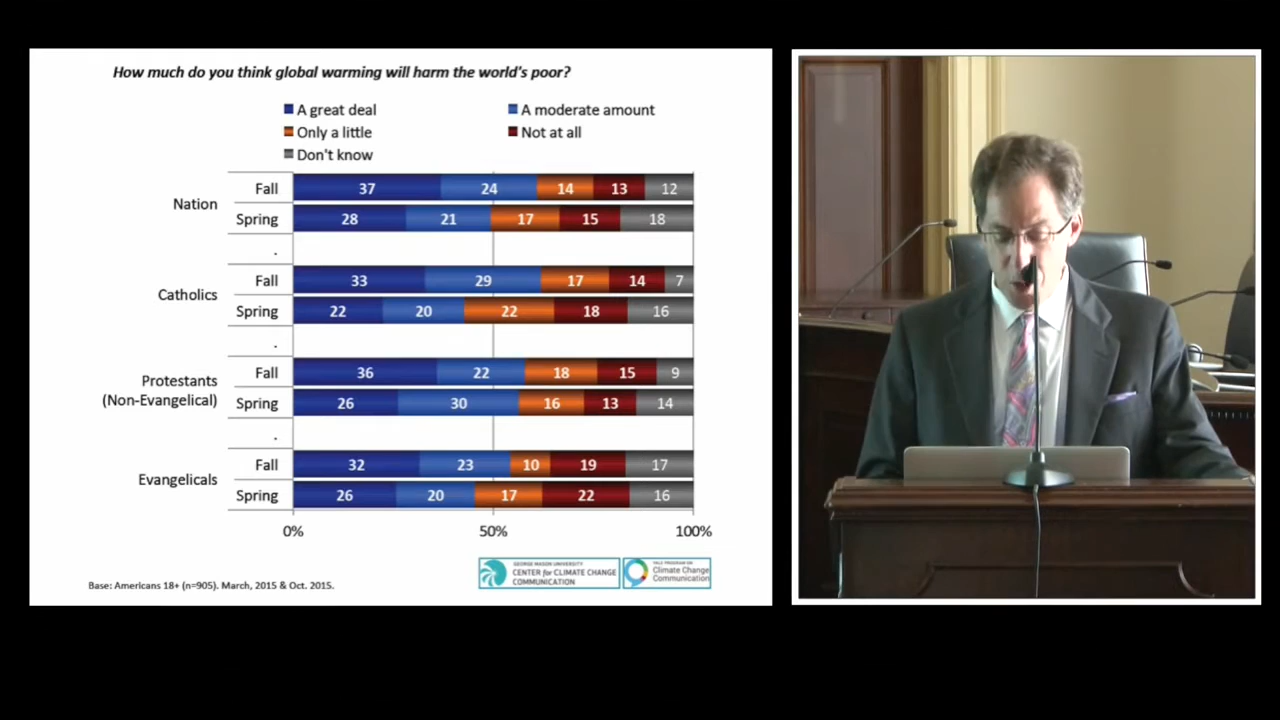 How much do you think global warming will harm the world's poor?
A great deal
A moderate amount
Only a little
Not at all
Don't know
Nation
Fall 37 24 14 13 12
Spring 28 21 17 15 18
.
Catholics
Fall 33 29 17 14 7
Spring 22 20 22 18 16
.
Protestants
(Non-Evangelical)
Fall 36 22 18 15 9
Spring 26 30 16 13 14
.
Evangelicals
Fall 32 23 10 19 17
Spring 26 20 17 22 16
0% 50% 100%
Base: Americans 18+ (n=905). March, 2015 & Oct. 2015.
GEORGE MASON UNIVERSITY
CENTER for CLIMATE CHANGE
COMMUNICATION
YALE PROGRAM ON
Climate Change
Communication